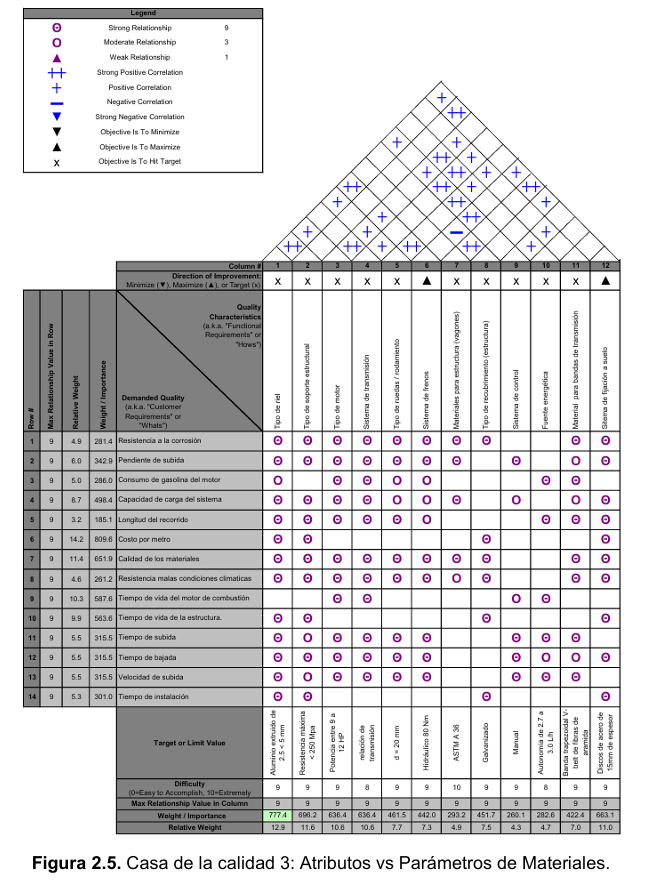 Legend
Θ Strong Relationship 9
Ο Moderate Relationship 3
▲ Weak Relationship 1
┼┼ Strong Positive Correlation
┼ Positive Correlation
▬ Negative Correlation
▼ Strong Negative Correlation
▼ Objective Is To Minimize
▲ Objective Is To Maximize
x Objective Is To Hit Target
Column # 1 2 3 4 5 6 7 8 9 10 11 12
Direction of Improvement:
Minimize (▼), Maximize (▲), or Target (x) x x x x x ▲ x x x x x ▲
Row #
Max Relationship Value in Row
Relative Weight
Weight / Importance
Quality
Characteristics
(a.k.a. "Functional
Requirements" or
"Hows")
Demanded Quality
(a.k.a. "Customer
Requirements" or
"Whats")
Tipo de riel
Tipo de soporte estructural
Tipo de motor
Sistema de transmisión
Tipo de ruedas / rodamiento
Sistema de frenos
Materiales para estructura (vagones)
Tipo de recubrimiento (estructura)
Sistema de control
Fuente energética
Material para bandas de transmisión
Sitema de fijación a suelo
1 9 4.9 281.4 Resistencia a la corrosión Θ Θ Θ Θ Θ Θ Θ Θ Θ Θ
2 9 6.0 342.9 Pendiente de subida Θ Θ Θ Θ Θ Θ Θ Θ Ο Θ
3 9 5.0 286.0 Consumo de gasolina del motor Ο Θ Θ Ο Ο Θ Θ
4 9 8.7 498.4 Capacidad de carga del sistema Θ Θ Θ Θ Ο Ο Θ Ο Ο Θ
5 9 3.2 185.1 Longitud del recorrido Θ Θ Θ Θ Θ Ο Θ Θ Θ
6 9 14.2 809.6 Costo por metro Θ Θ Θ Θ
7 9 11.4 651.9 Calidad de los materiales Θ Θ Θ Θ Θ Θ Θ Θ Θ Θ
8 9 4.6 261.2 Resistencia malas condiciones climaticas Θ Θ Θ Θ Θ Θ Ο Θ Θ Θ
9 9 10.3 587.6 Tiempo de vida del motor de combustión Θ Θ Ο Θ
10 9 9.9 563.6 Tiempo de vida de la estructura. Θ Θ Θ Θ
11 9 5.5 315.5 Tiempo de subida Θ Ο Θ Θ Θ Θ Θ Θ Θ
12 9 5.5 315.5 Tiempo de bajada Θ Θ Θ Θ Θ Θ Θ Ο Ο Θ
13 9 5.5 315.5 Velocidad de subida Θ Ο Θ Θ Θ Θ Θ Θ Θ
14 9 5.3 301.0 Tiempo de instalación Θ Θ Θ Θ
Target or Limit Value
Aluminio extruido de
2.5 < 5 mm
Resistencia máxima
< 250 Mpa
Potencia entre 9 a
12 HP
relación de
transmisión
d = 20 mm
Hidráulico 80 Nm
ASTM A 36
Galvanizado
Manual
Autonomía de 2.7 a
3.0 L/h
Banda trapezoidal V-
belt de fibras de
aramida
Discos de acero de
15mm de espesor
Difficulty
(0=Easy to Accomplish, 10=Extremely 9 9 9 8 9 9 10 9 9 8 9 9
Max Relationship Value in Column 9 9 9 9 9 9 9 9 9 9 9 9
Weight / Importance 777.4 696.2 636.4 636.4 461.5 442.0 293.2 451.7 260.1 282.6 422.4 663.1
Relative Weight 12.9 11.6 10.6 10.6 7.7 7.3 4.9 7.5 4.3 4.7 7.0 11.0
Figura 2.5. Casa de la calidad 3: Atributos vs Parámetros de Materiales.